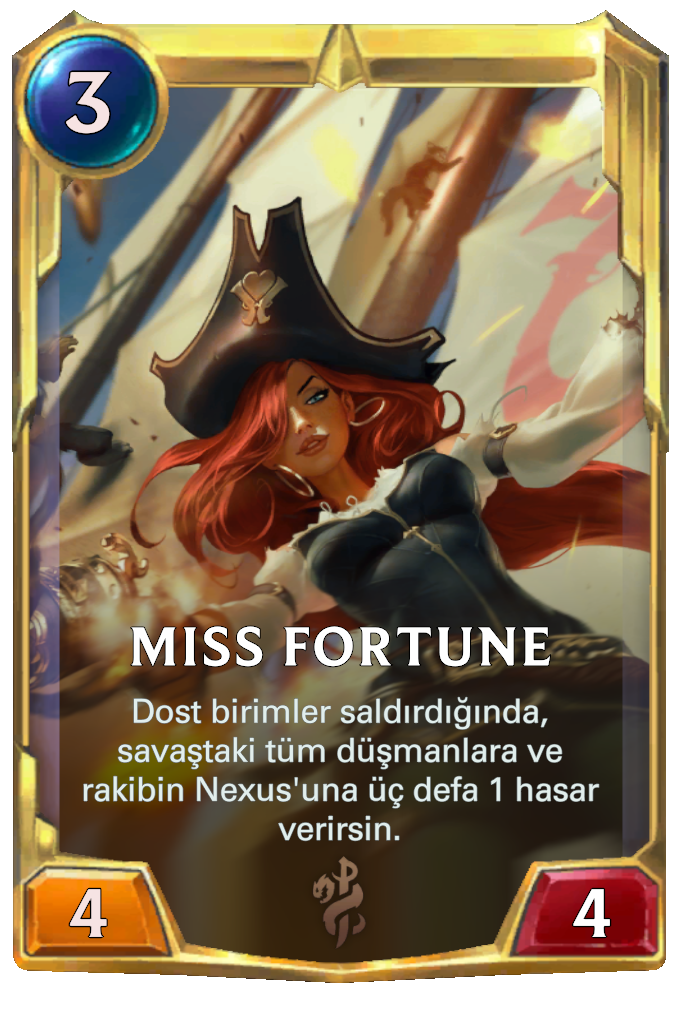 3
MISS FORTUNE
Dost birimler saldırdığında,
savaştaki tüm düşmanlara ve
rakibin Nexus'una üç defa 1 hasar
verirsin.
4
4